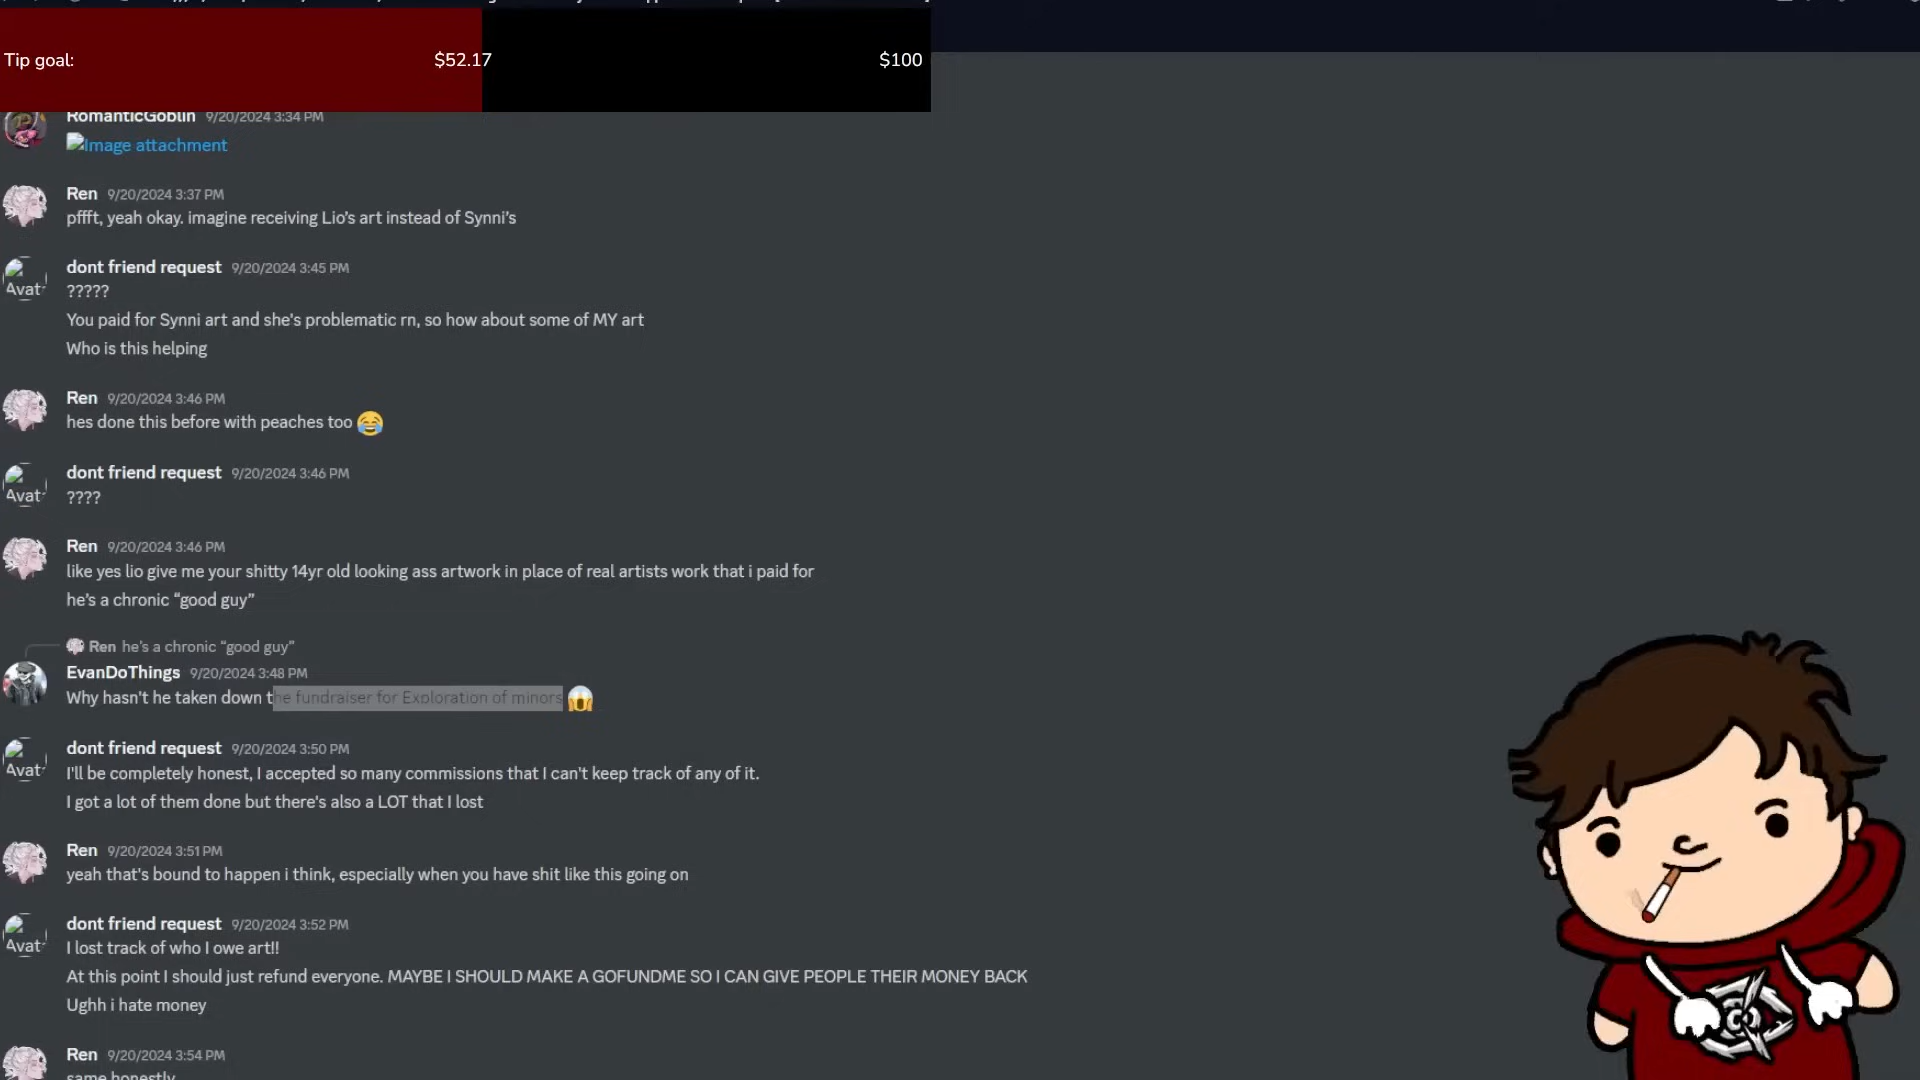 Tip goal:
$52.17
$100
RomanticGoblin 9/20/2024 3:34 PM
Image attachment
Ren 9/20/2024 3:37 PM
pffft, yeah okay. imagine receiving Lio's art instead of Synni's
dont friend request 9/20/2024 3:45 PM
Avat
?????
You paid for Synni art and she's problematic rn, so how about some of MY art
Who is this helping
Ren 9/20/2024 3:46 PM
hes done this before with peaches too 😂
dont friend request 9/20/2024 3:46 PM
Avat
????
Ren 9/20/2024 3:46 PM
like yes lio give me your shitty 14yr old looking ass artwork in place of real artists work that i paid for
he's a chronic “good guy”
Ren he's a chronic “good guy”
EvanDoThings 9/20/2024 3:48 PM
Why hasn't he taken down the fundraiser for Exploration of minors 😱
dont friend request 9/20/2024 3:50 PM
Avat
I'll be completely honest, I accepted so many commissions that I can't keep track of any of it.
I got a lot of them done but there's also a LOT that I lost
Ren 9/20/2024 3:51 PM
yeah that's bound to happen i think, especially when you have shit like this going on
dont friend request 9/20/2024 3:52 PM
Avat
I lost track of who I owe art!!
At this point I should just refund everyone. MAYBE I SHOULD MAKE A GOFUNDME SO I CAN GIVE PEOPLE THEIR MONEY BACK
Ughh i hate money
Ren 9/20/2024 3:54 PM
same honestly